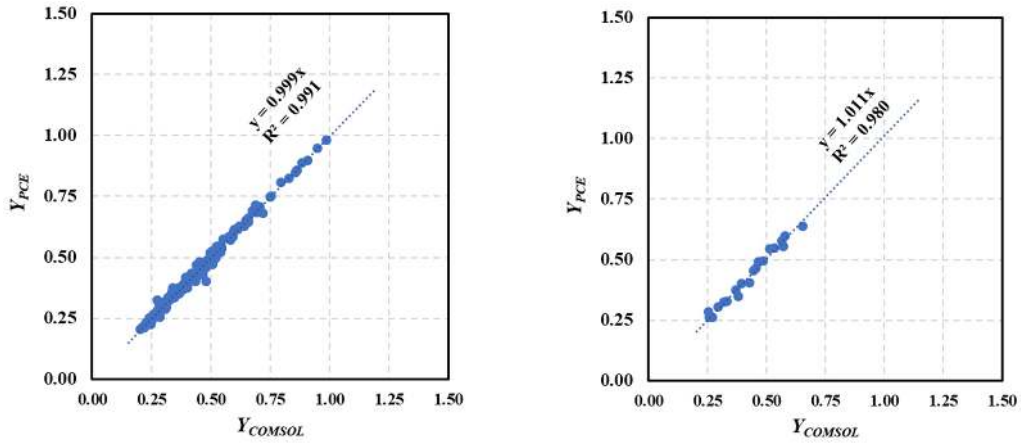 1.50
1.25
1.00
0.75
0.50
0.25
0.00
Y_PCE
y = 0.999x
R² = 0.991
0.00 0.25 0.50 0.75 1.00 1.25 1.50
Y_COMSOL
1.50
1.25
1.00
0.75
0.50
0.25
0.00
Y_PCE
y = 1.011x
R² = 0.980
0.00 0.25 0.50 0.75 1.00 1.25 1.50
Y_COMSOL